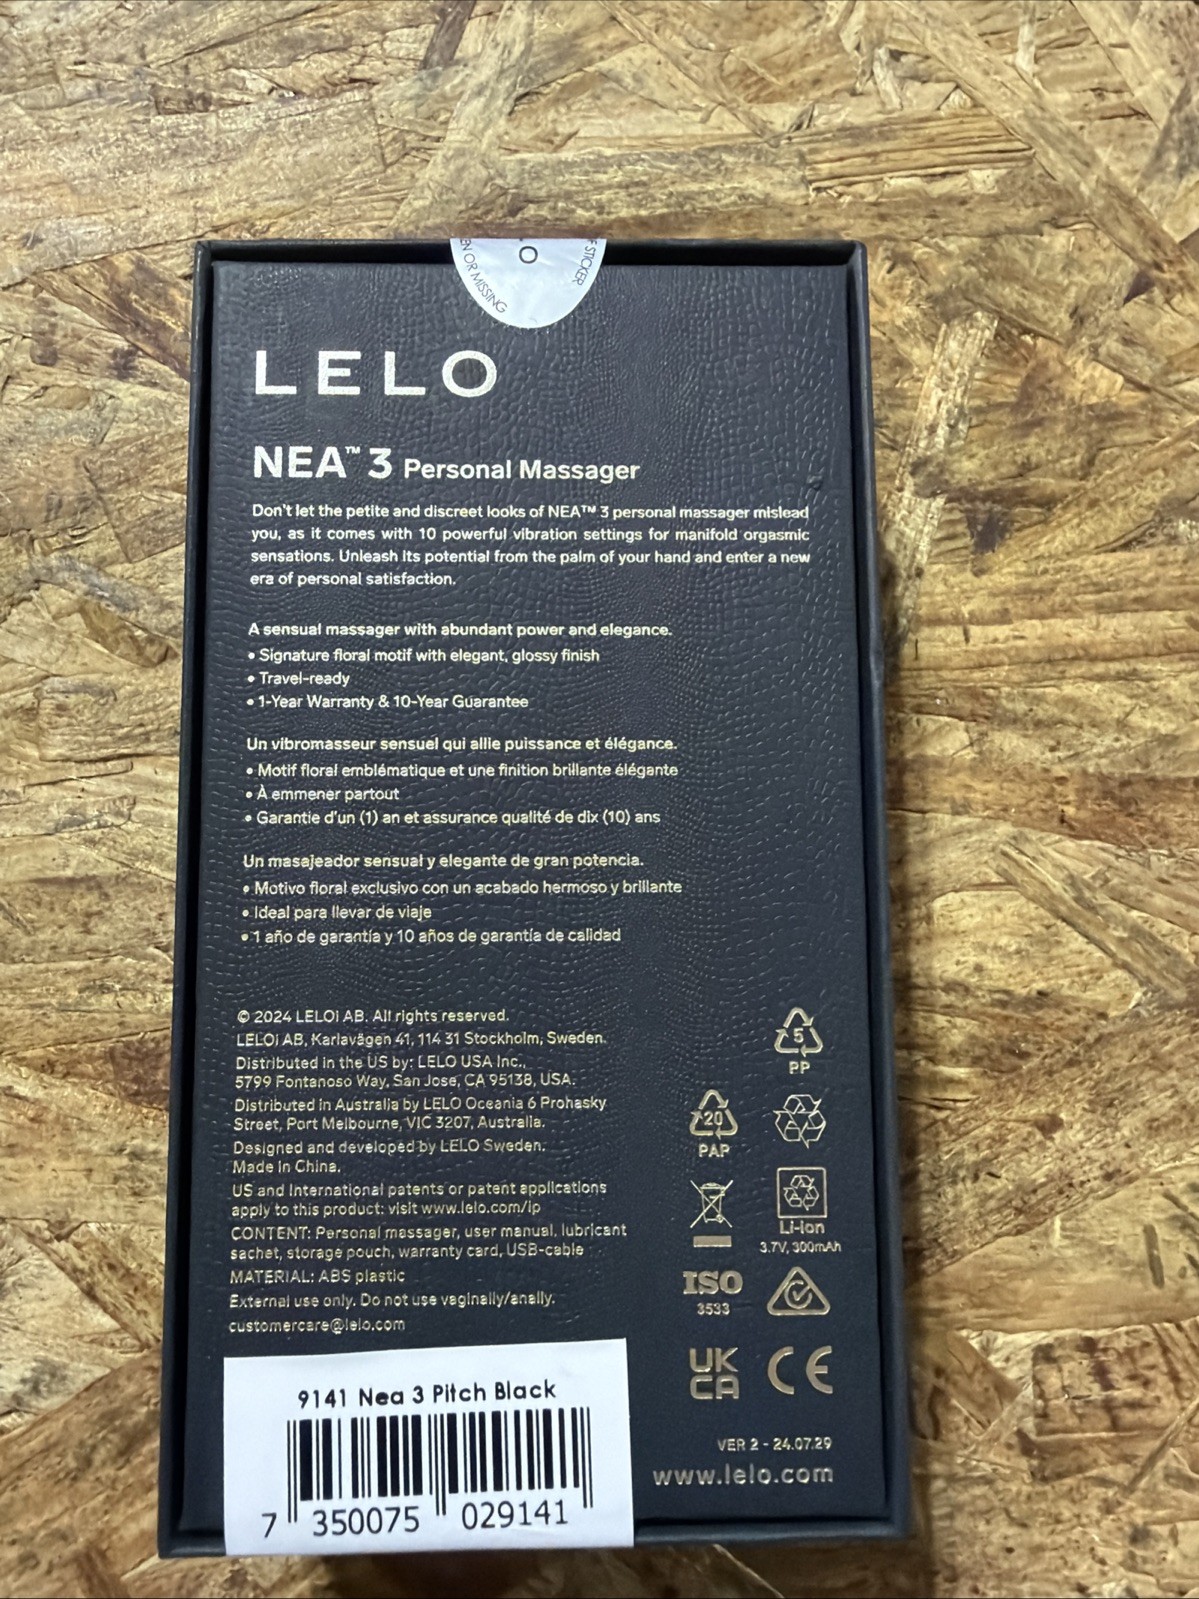 EN OR MISSING
O
F STICKER
LELO
NEA™ 3 Personal Massager
Don't let the petite and discreet looks of NEA™ 3 personal massager mislead
you, as it comes with 10 powerful vibration settings for manifold orgasmic
sensations. Unleash its potential from the palm of your hand and enter a new
era of personal satisfaction.
A sensual massager with abundant power and elegance.
• Signature floral motif with elegant, glossy finish
• Travel-ready
• 1-Year Warranty & 10-Year Guarantee
Un vibromasseur sensuel qui allie puissance et élégance.
• Motif floral emblématique et une finition brillante élégante
• À emmener partout
• Garantie d'un (1) an et assurance qualité de dix (10) ans
Un masajeador sensual y elegante de gran potencia.
• Motivo floral exclusivo con un acabado hermoso y brillante
• Ideal para llevar de viaje
• 1 año de garantía y 10 años de garantía de calidad
© 2024 LELOi AB. All rights reserved.
LELOi AB, Karlavägen 41, 114 31 Stockholm, Sweden.
Distributed in the US by: LELO USA Inc.,
5799 Fontanoso Way, San Jose, CA 95138, USA.
Distributed in Australia by LELO Oceania 6 Prohasky
Street, Port Melbourne, VIC 3207, Australia.
Designed and developed by LELO Sweden.
Made in China.
US and International patents or patent applications
apply to this product: visit www.lelo.com/ip
CONTENT: Personal massager, user manual, lubricant
sachet, storage pouch, warranty card, USB-cable
MATERIAL: ABS plastic
External use only. Do not use vaginally/anally.
customercare@lelo.com
5
PP
20
PAP
Li-ion
3.7V, 300mAh
ISO
3533
UK
CA
CE
VER 2 - 24.07.29
www.lelo.com
9141 Nea 3 Pitch Black
7 350075 029141